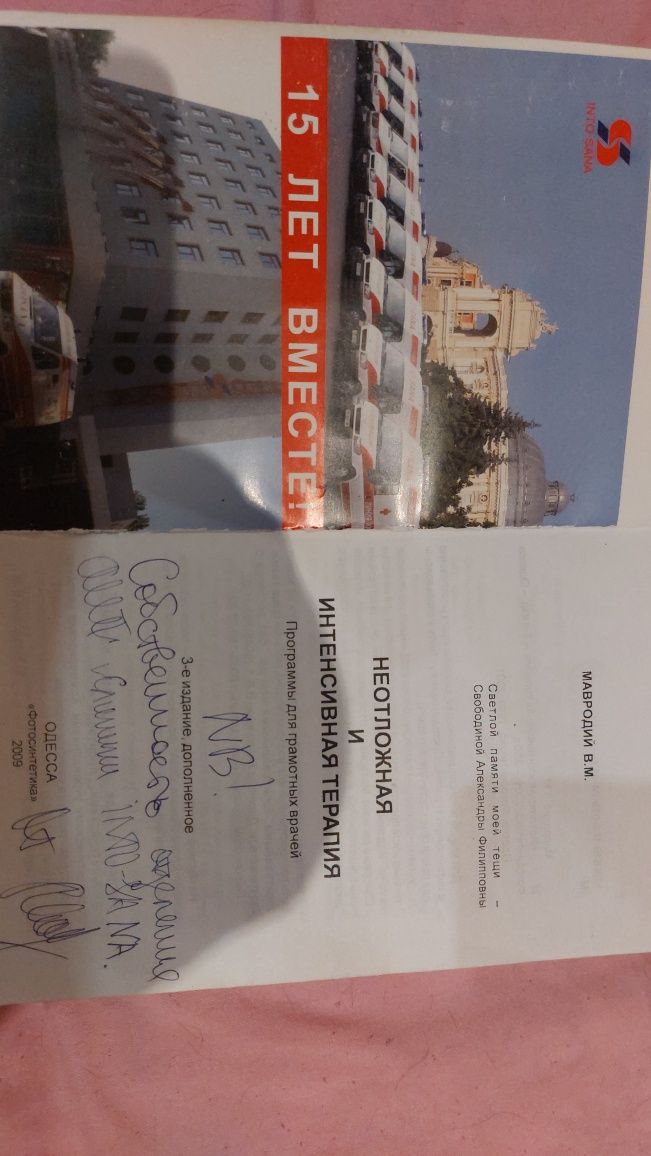 INTO-SANA
15 ЛЕТ ВМЕСТЕ!
МАВРОДИЙ В.М.
Светлой памяти моей тещи –
Свободиной Александры Филипповны
НЕОТЛОЖНАЯ
И
ИНТЕНСИВНАЯ ТЕРАПИЯ
Программы для грамотных врачей
NB!
3-е издание, дополненное
Собственность отделения
INTO-SANA.
ОДЕССА
«Фотосинтетика»
2009